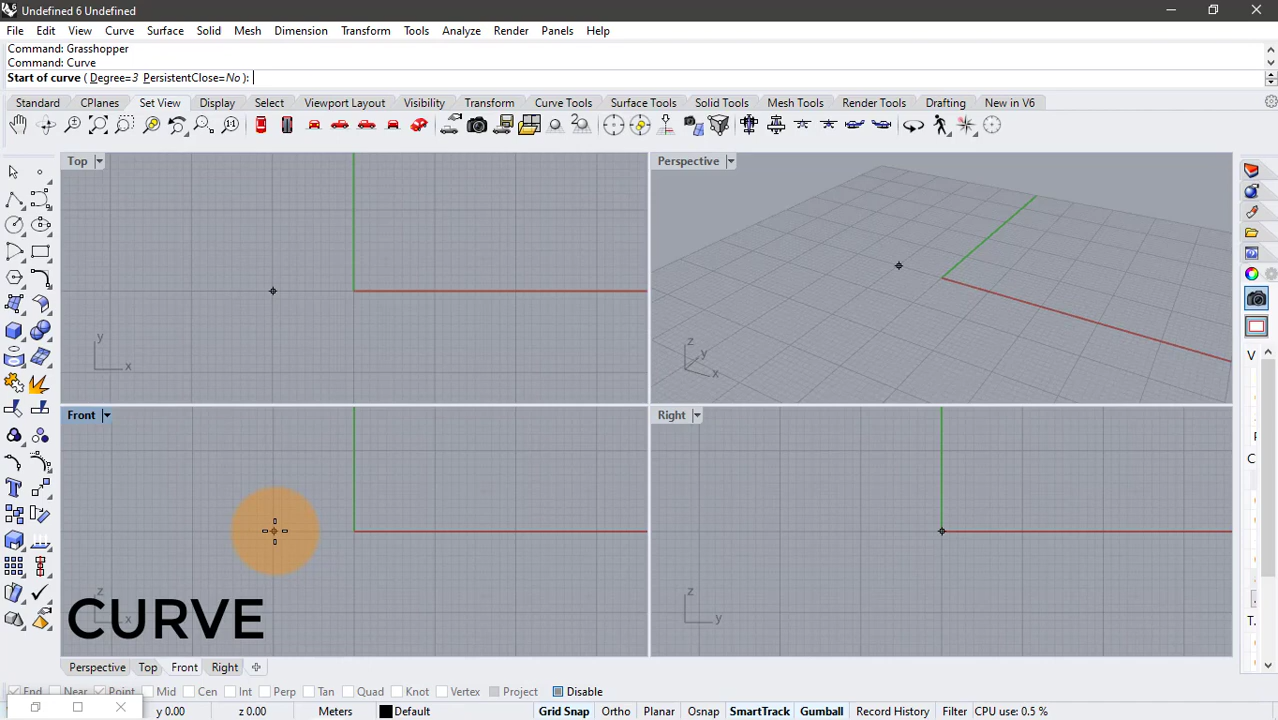 Undefined 6 Undefined
File Edit View Curve Surface Solid Mesh Dimension Transform Tools Analyze Render Panels Help
Command: Grasshopper
Command: Curve
Start of curve ( Degree=3 PersistentClose=No ):
Standard CPlanes Set View Display Select Viewport Layout Visibility Transform Curve Tools Surface Tools Solid Tools Mesh Tools Render Tools Drafting New in V6
Top
y
x
Perspective
z
y
x
Front
z
x
CURVE
Right
z
y
V
C
T.
Perspective Top Front Right
End Near Point Mid Cen Int Perp Tan Quad Knot Vertex Project Disable
y 0.00 z 0.00 Meters Default Grid Snap Ortho Planar Osnap SmartTrack Gumball Record History Filter CPU use: 0.5 %